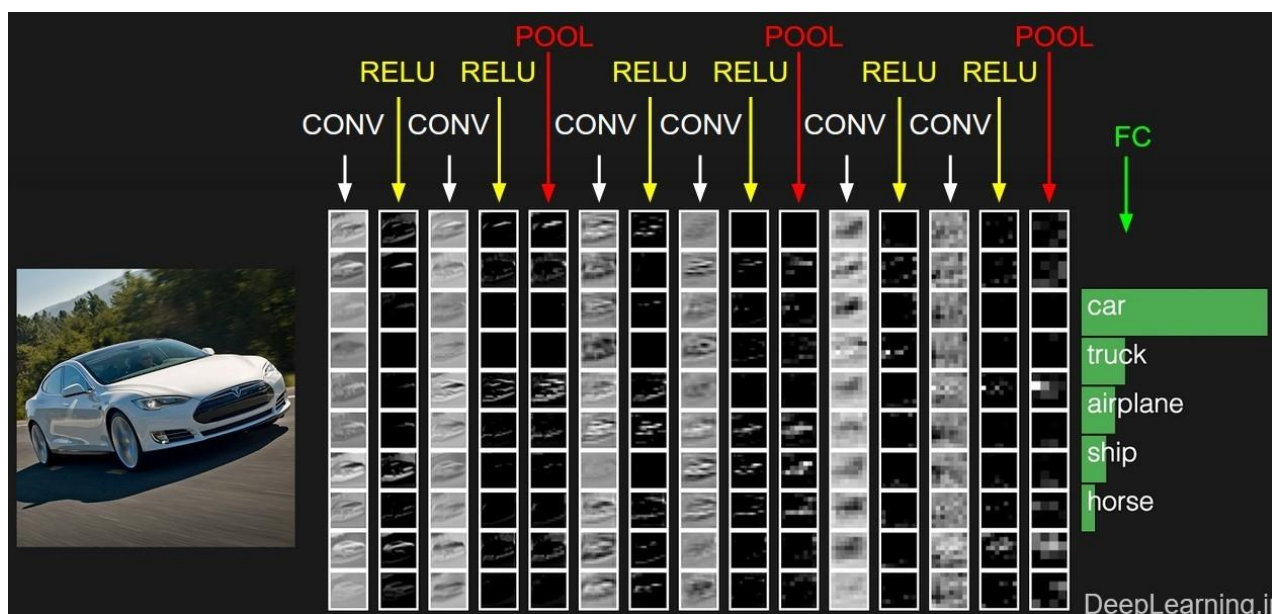 POOL POOL POOL
RELU RELU RELU RELU RELU RELU
CONV CONV CONV CONV CONV CONV
FC
car
truck
airplane
ship
horse
DeepLearning.i